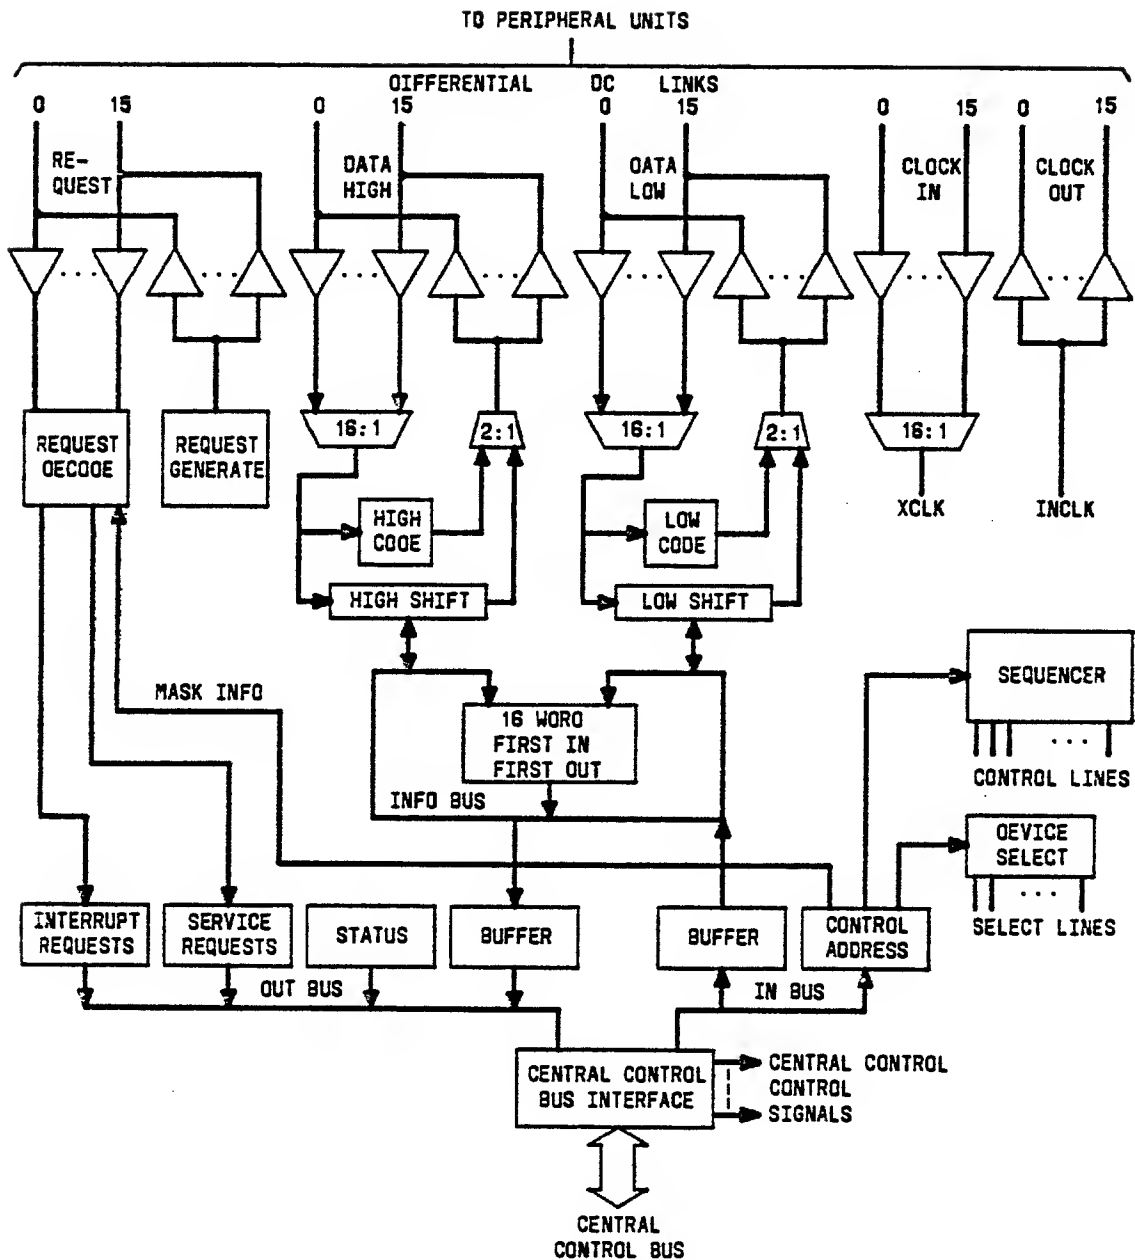 TO PERIPHERAL UNITS
DIFFERENTIAL DC LINKS
0 15 0 15 0 15 0 15 0 15
RE-
QUEST
DATA
HIGH
DATA
LOW
CLOCK
IN
CLOCK
OUT
16:1
2:1
16:1
2:1
16:1
REQUEST
DECODE
REQUEST
GENERATE
XCLK
INCLK
HIGH
CODE
LOW
CODE
HIGH SHIFT
LOW SHIFT
MASK INFO
16 WORD
FIRST IN
FIRST OUT
SEQUENCER
CONTROL LINES
INFO BUS
DEVICE
SELECT
SELECT LINES
INTERRUPT
REQUESTS
SERVICE
REQUESTS
STATUS
BUFFER
BUFFER
CONTROL
ADDRESS
OUT BUS
IN BUS
CENTRAL CONTROL
BUS INTERFACE
CENTRAL CONTROL
CONTROL
SIGNALS
CENTRAL
CONTROL BUS